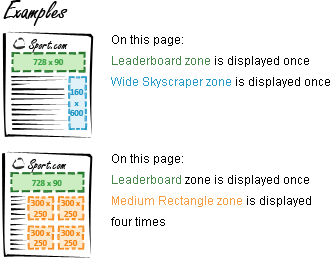 Examples
Sport.com
728 x 90
160
x
600
On this page:
Leaderboard zone is displayed once
Wide Skyscraper zone is displayed once
Sport.com
728 x 90
300 x
250
300 x
250
300 x
250
300 x
250
On this page:
Leaderboard zone is displayed once
Medium Rectangle zone is displayed
four times